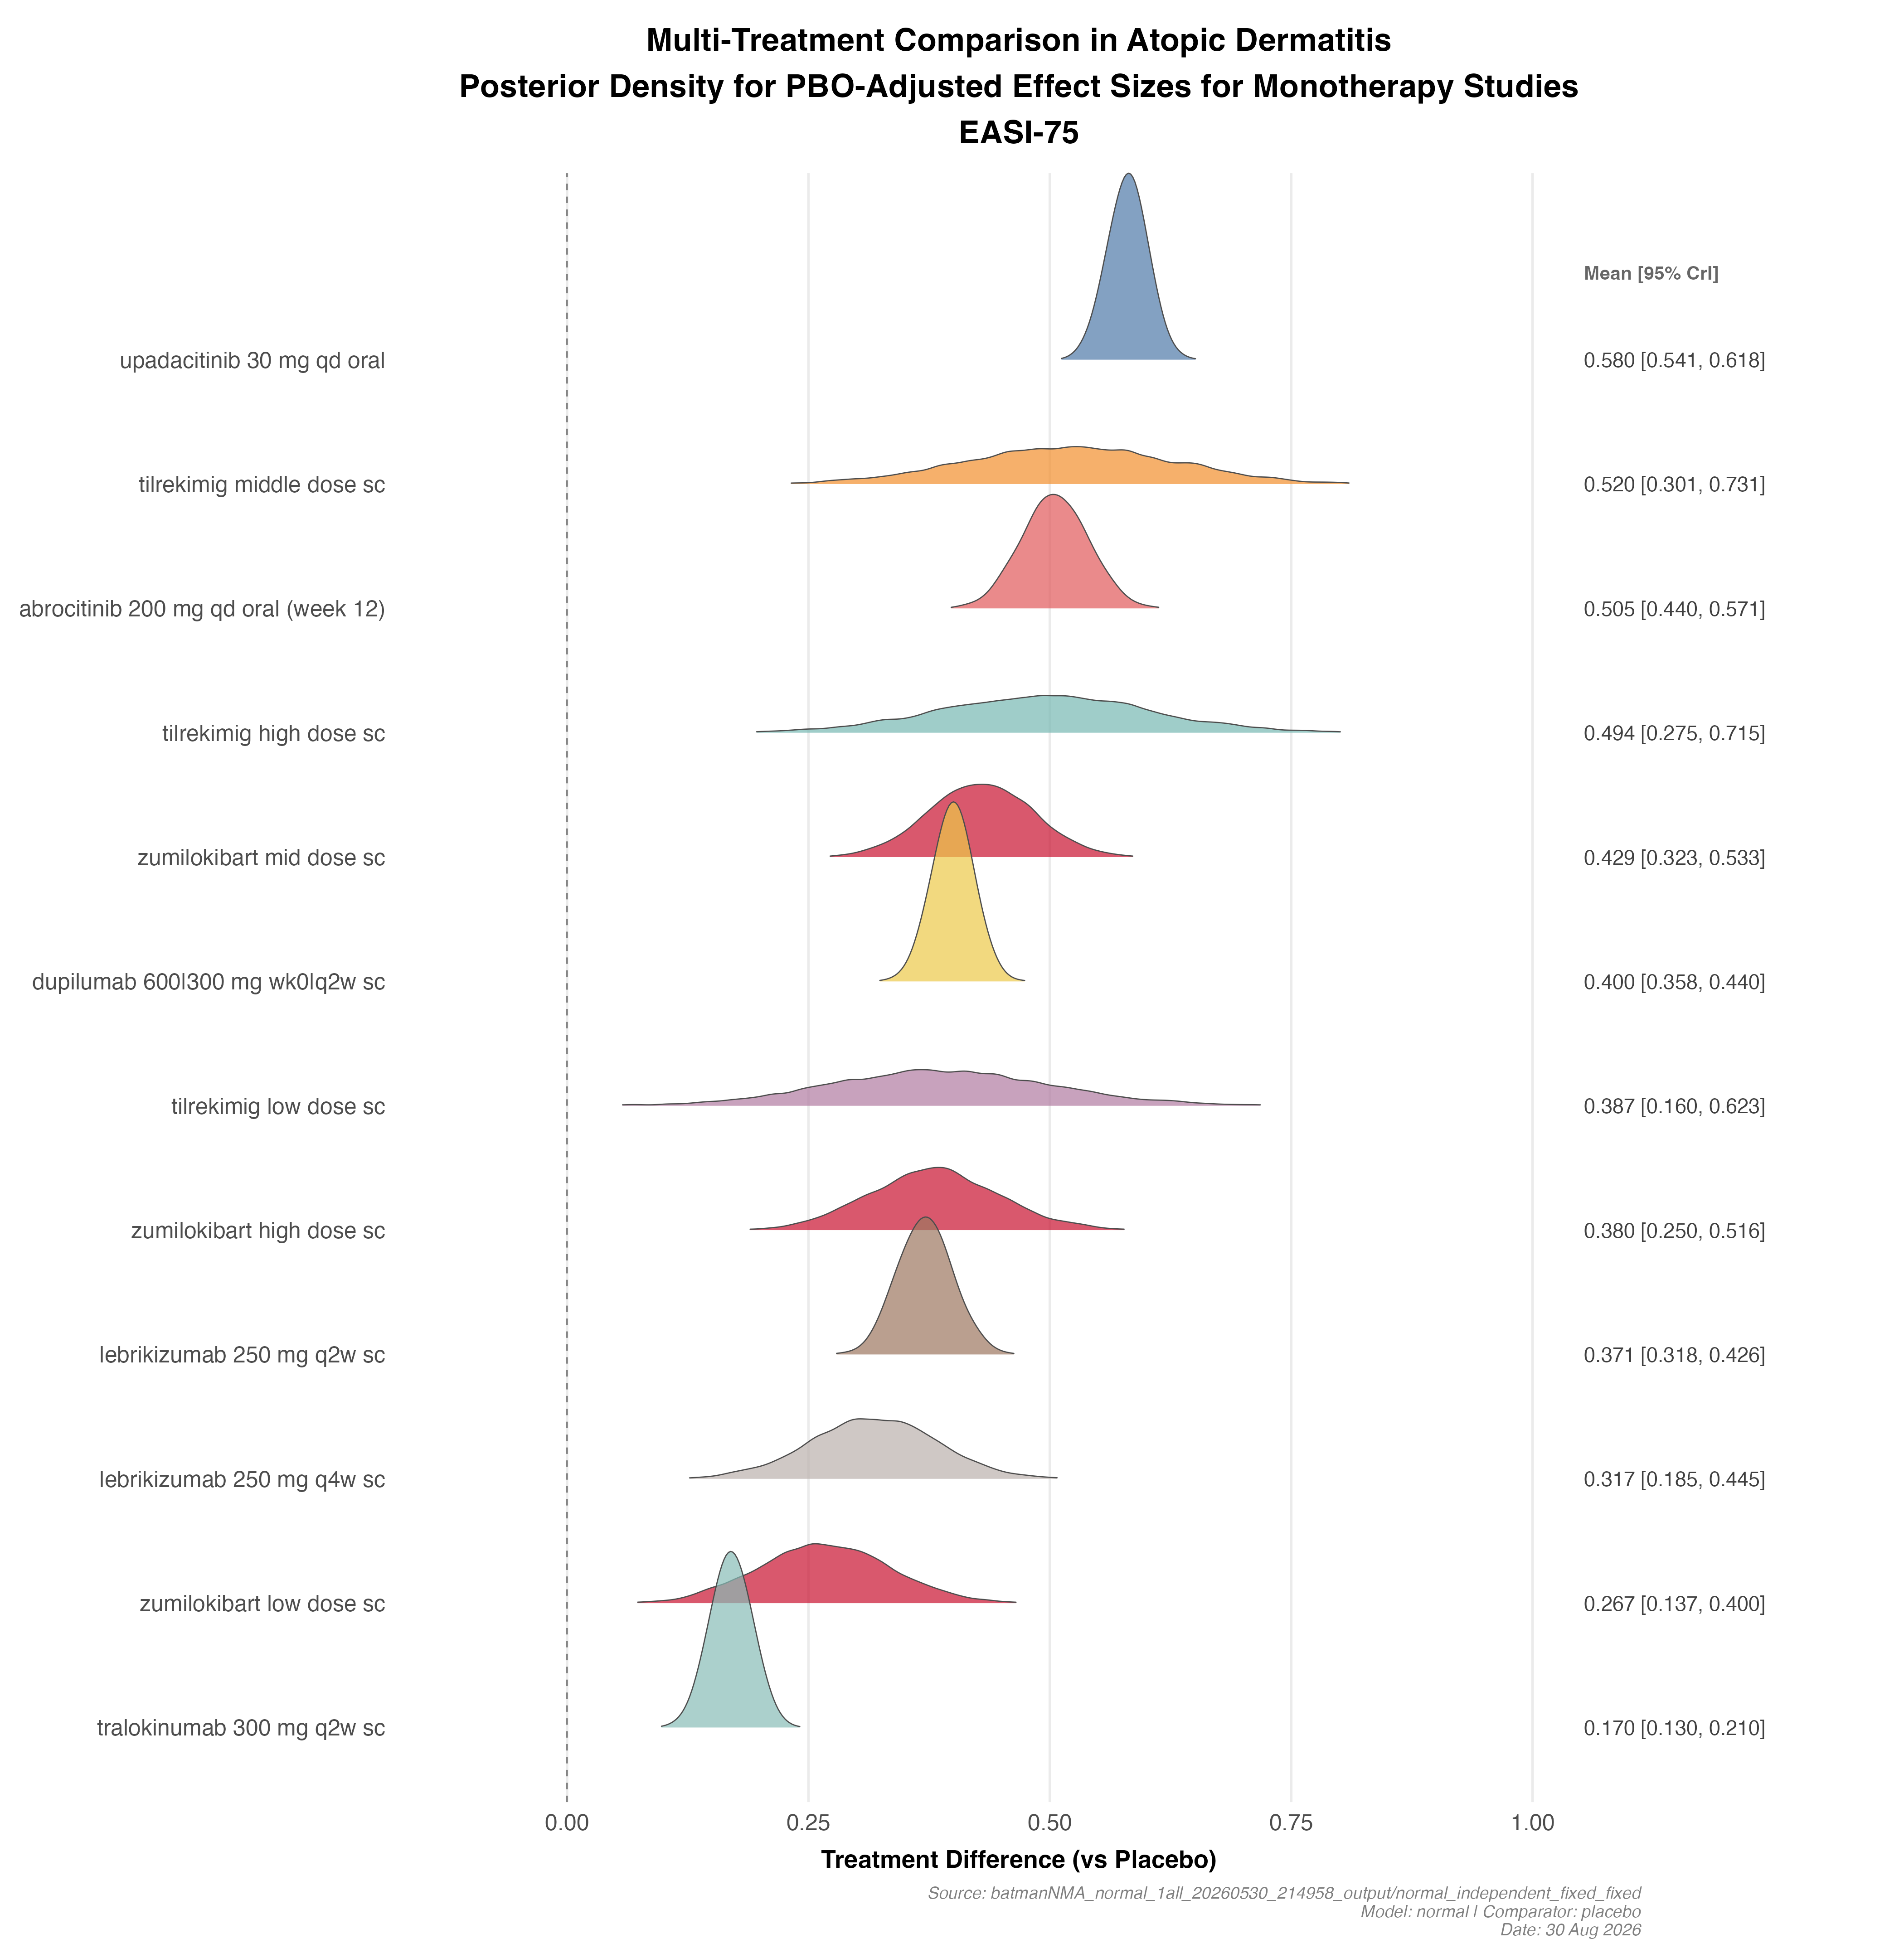 Multi-Treatment Comparison in Atopic Dermatitis
Posterior Density for PBO-Adjusted Effect Sizes for Monotherapy Studies
EASI-75
Mean [95% CrI]
upadacitinib 30 mg qd oral 0.580 [0.541, 0.618]
tilrekimig middle dose sc 0.520 [0.301, 0.731]
abrocitinib 200 mg qd oral (week 12) 0.505 [0.440, 0.571]
tilrekimig high dose sc 0.494 [0.275, 0.715]
zumilokibart mid dose sc 0.429 [0.323, 0.533]
dupilumab 600|300 mg wk0|q2w sc 0.400 [0.358, 0.440]
tilrekimig low dose sc 0.387 [0.160, 0.623]
zumilokibart high dose sc 0.380 [0.250, 0.516]
lebrikizumab 250 mg q2w sc 0.371 [0.318, 0.426]
lebrikizumab 250 mg q4w sc 0.317 [0.185, 0.445]
zumilokibart low dose sc 0.267 [0.137, 0.400]
tralokinumab 300 mg q2w sc 0.170 [0.130, 0.210]
0.00 0.25 0.50 0.75 1.00
Treatment Difference (vs Placebo)
Source: batmanNMA_normal_1all_20260530_214958_output/normal_independent_fixed_fixed
Model: normal | Comparator: placebo
Date: 30 Aug 2026